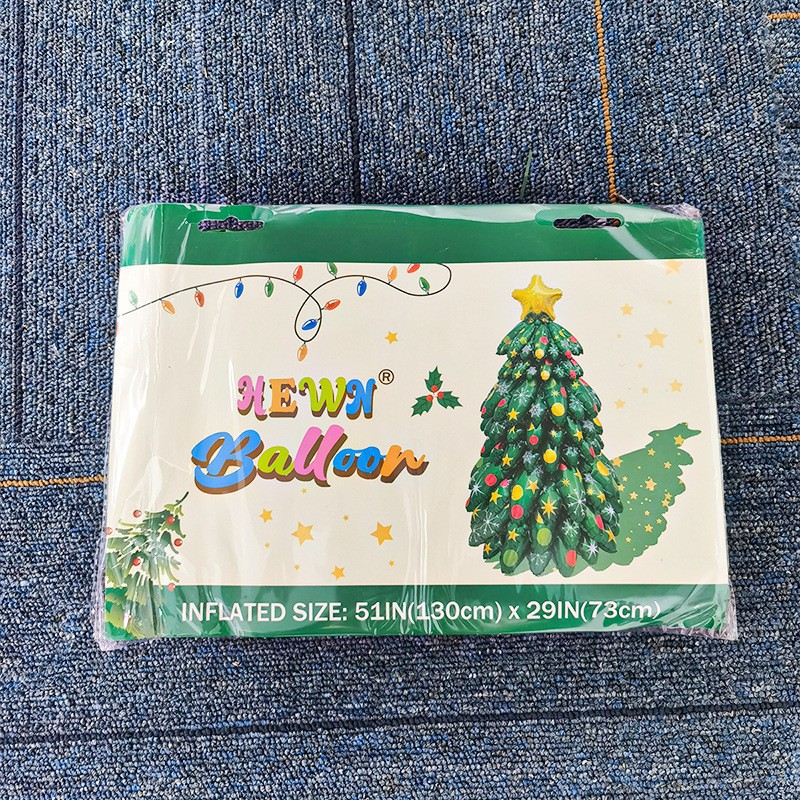 HEWN®
Balloon
INFLATED SIZE: 51IN(130cm) x 29IN(73cm)